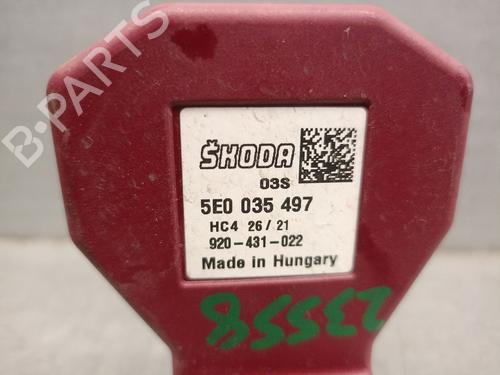 B-PARTS
ŠKODA
03S
5E0 035 497
HC4 26/21
920-431-022
Made in Hungary
23558